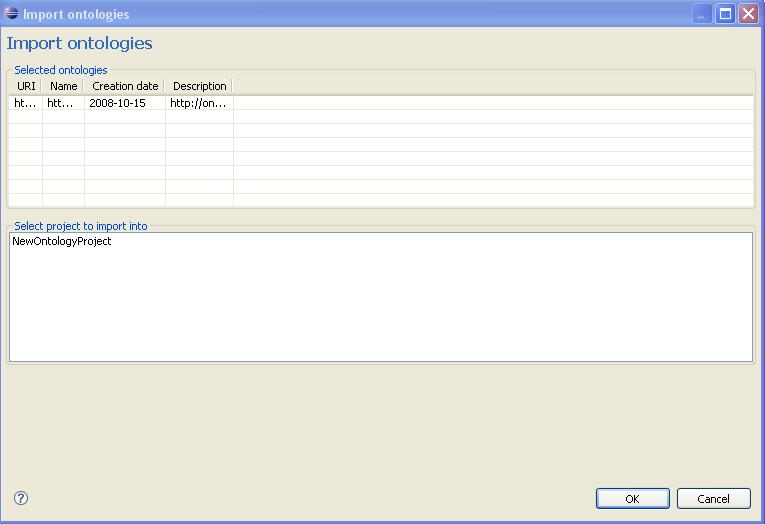 Import ontologies
Import ontologies
Selected ontologies
URI Name Creation date Description
ht... htt... 2008-10-15 http://on...
Select project to import into
NewOntologyProject
? OK Cancel